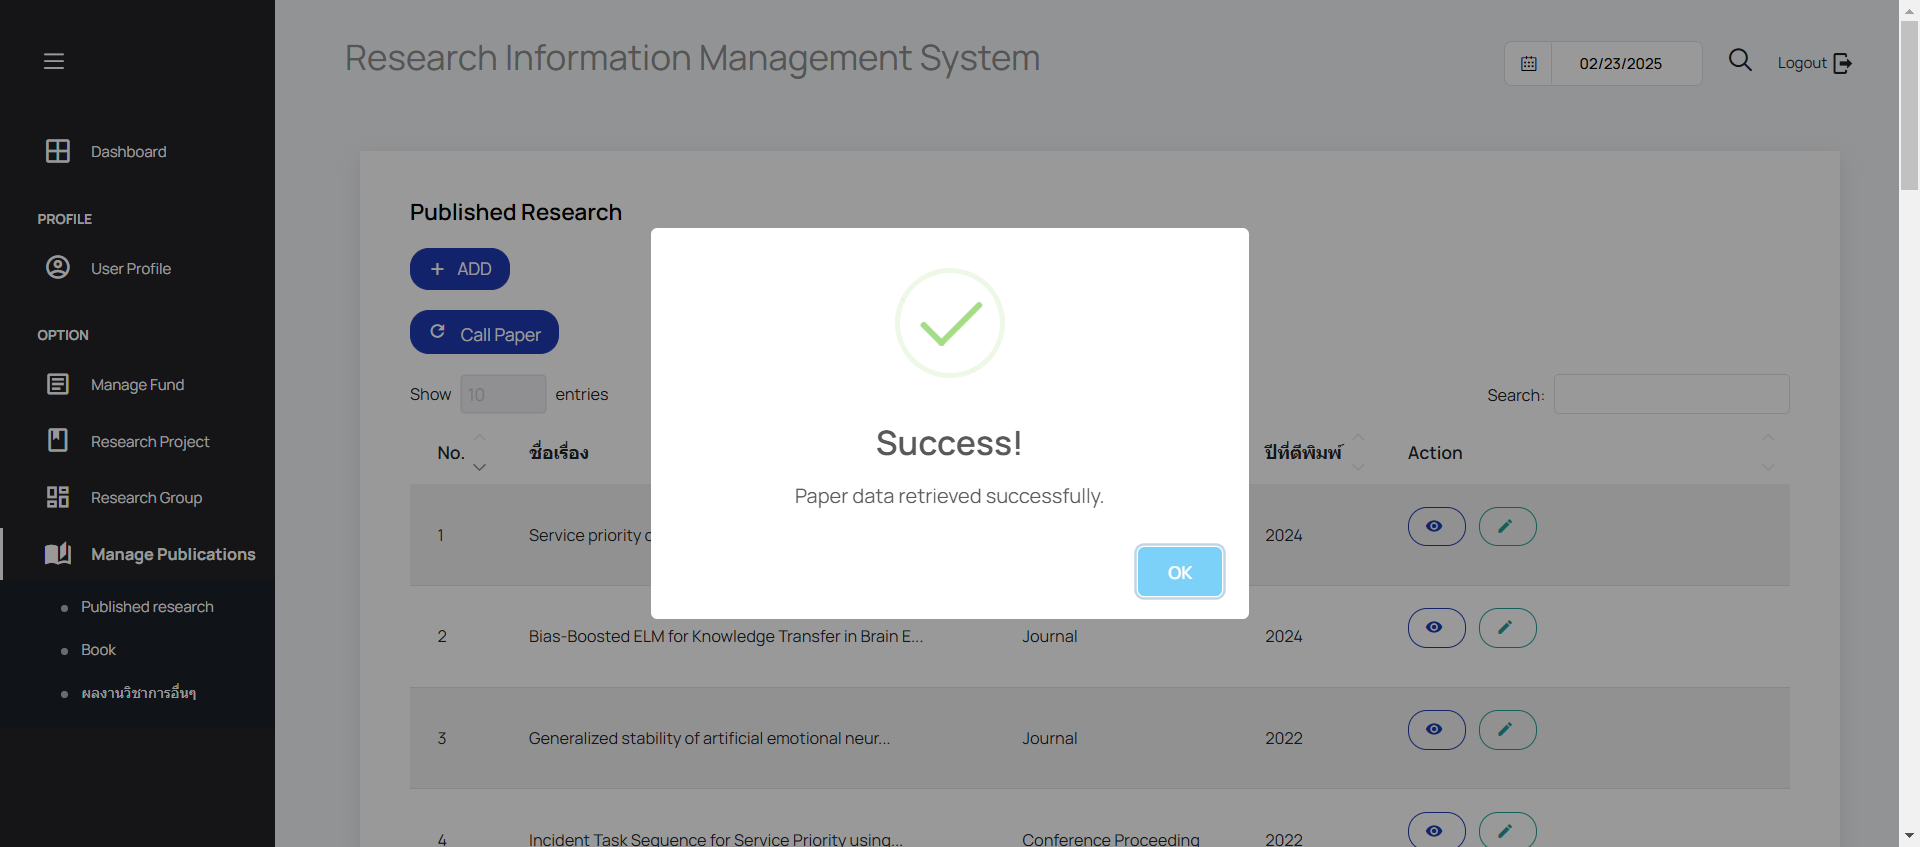 Research Information Management System
02/23/2025
Logout
Dashboard
PROFILE
User Profile
OPTION
Manage Fund
Research Project
Research Group
Manage Publications
Published research
Book
ผลงานวิชาการอื่นๆ
Published Research
+ ADD
Call Paper
Show 10 entries
Search:
No. ชื่อเรื่อง ปีที่ตีพิมพ์ Action
1 Service priority 2024
2 Bias-Boosted ELM for Knowledge Transfer in Brain E... Journal 2024
3 Generalized stability of artificial emotional neur... Journal 2022
4 Incident Task Sequence for Service Priority using... Conference Proceeding 2022
Success!
Paper data retrieved successfully.
OK